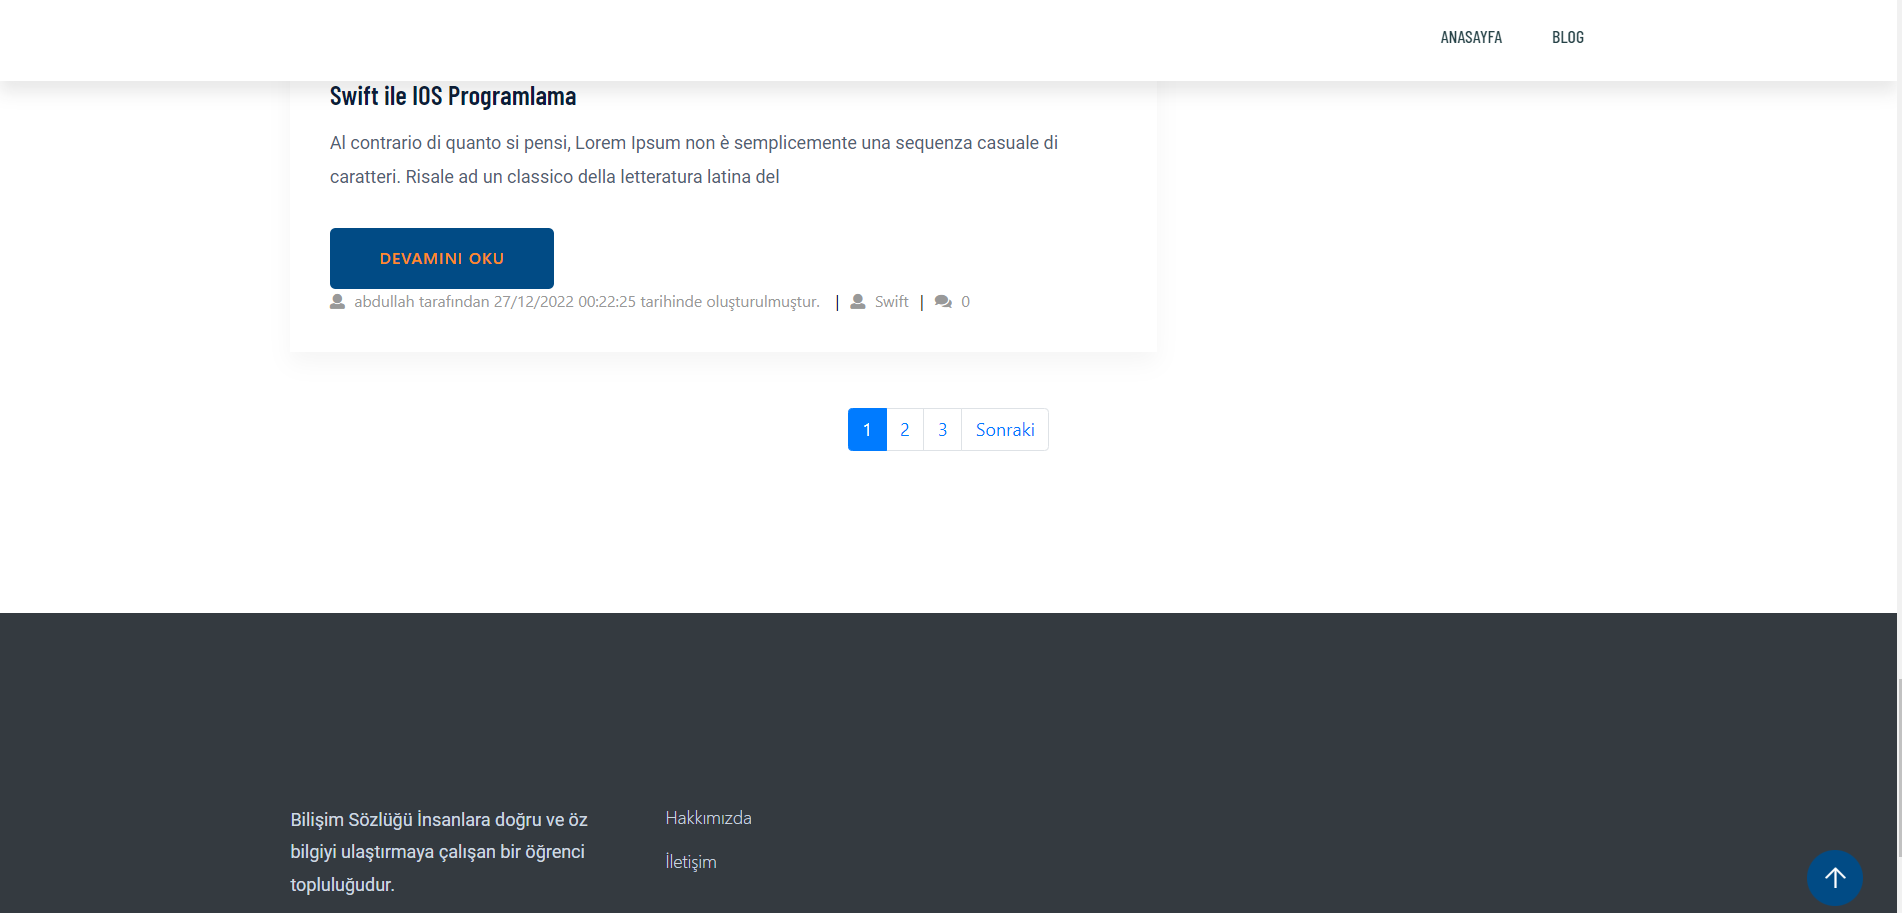 ANASAYFA BLOG
Swift ile IOS Programlama
Al contrario di quanto si pensi, Lorem Ipsum non è semplicemente una sequenza casuale di
caratteri. Risale ad un classico della letteratura latina del
DEVAMINI OKU
abdullah tarafından 27/12/2022 00:22:25 tarihinde oluşturulmuştur. | Swift | 0
1 2 3 Sonraki
Bilişim Sözlüğü İnsanlara doğru ve öz
bilgiyi ulaştırmaya çalışan bir öğrenci
topluluğudur.
Hakkımızda
İletişim